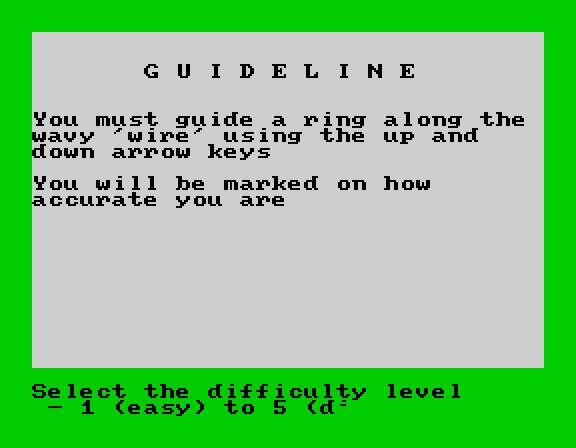 G U I D E L I N E
You must guide a ring along the
wavy 'wire' using the up and
down arrow keys
You will be marked on how
accurate you are
Select the difficulty level
- 1 (easy) to 5 (d